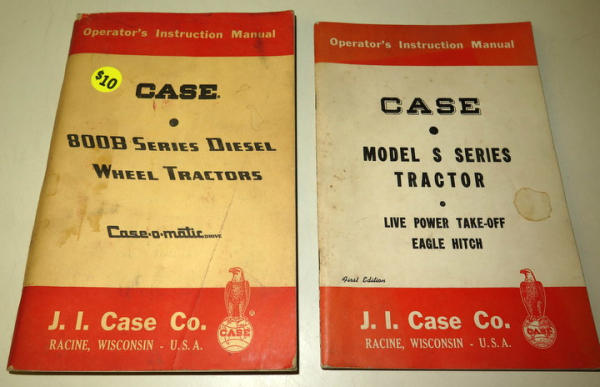 Operator's Instruction Manual
$10
CASE®
800B SERIES DIESEL
WHEEL TRACTORS
Case-o-matic DRIVE
CASE
®
J. I. Case Co.
RACINE, WISCONSIN - U.S.A.
Operator's Instruction Manual
CASE
MODEL S SERIES
TRACTOR
LIVE POWER TAKE-OFF
EAGLE HITCH
First Edition
CASE
J. I. Case Co.
RACINE, WISCONSIN - U.S.A.